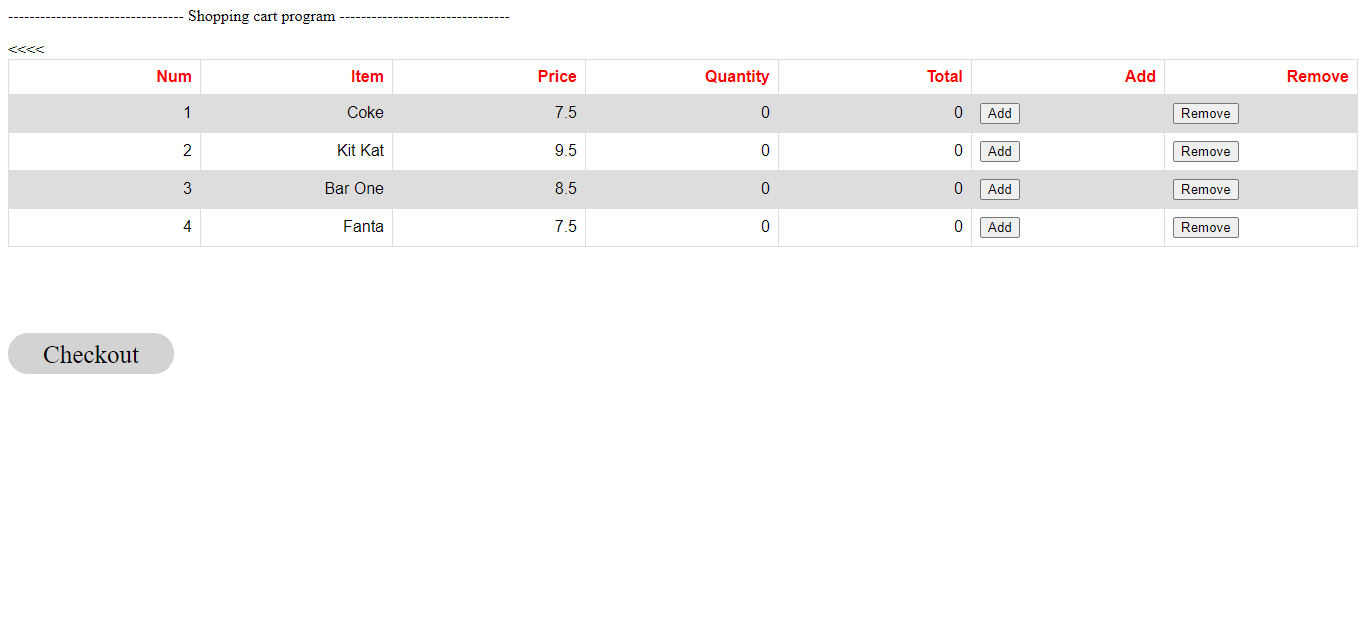 --------------------------------- Shopping cart program --------------------------------
<<<<
Num Item Price Quantity Total Add Remove
1 Coke 7.5 0 0 Add Remove
2 Kit Kat 9.5 0 0 Add Remove
3 Bar One 8.5 0 0 Add Remove
4 Fanta 7.5 0 0 Add Remove
Checkout